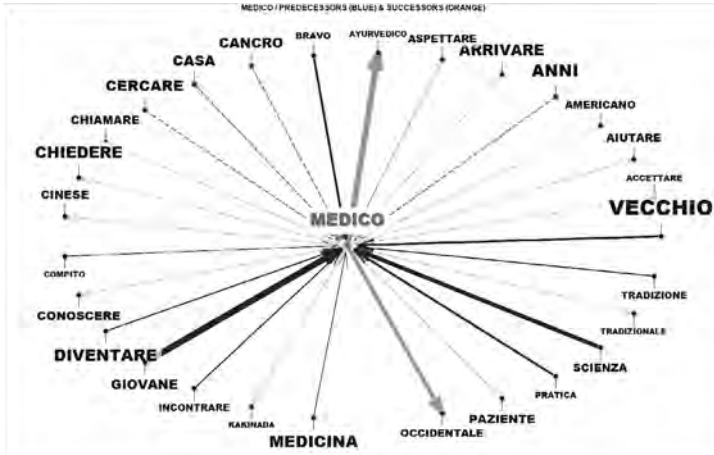 MEDICO / PREDECESSORS (BLUE) & SUCCESSORS (ORANGE)
BRAVO
AYURVEDICO
ASPETTARE
ARRIVARE
CANCRO
CASA
ANNI
CERCARE
AMERICANO
CHIAMARE
AIUTARE
CHIEDERE
ACCETTARE
CINESE
VECCHIO
MEDICO
COMPITO
TRADIZIONE
CONOSCERE
TRADIZIONALE
DIVENTARE
SCIENZA
GIOVANE
PRATICA
INCONTRARE
PAZIENTE
KAKINADA
OCCIDENTALE
MEDICINA